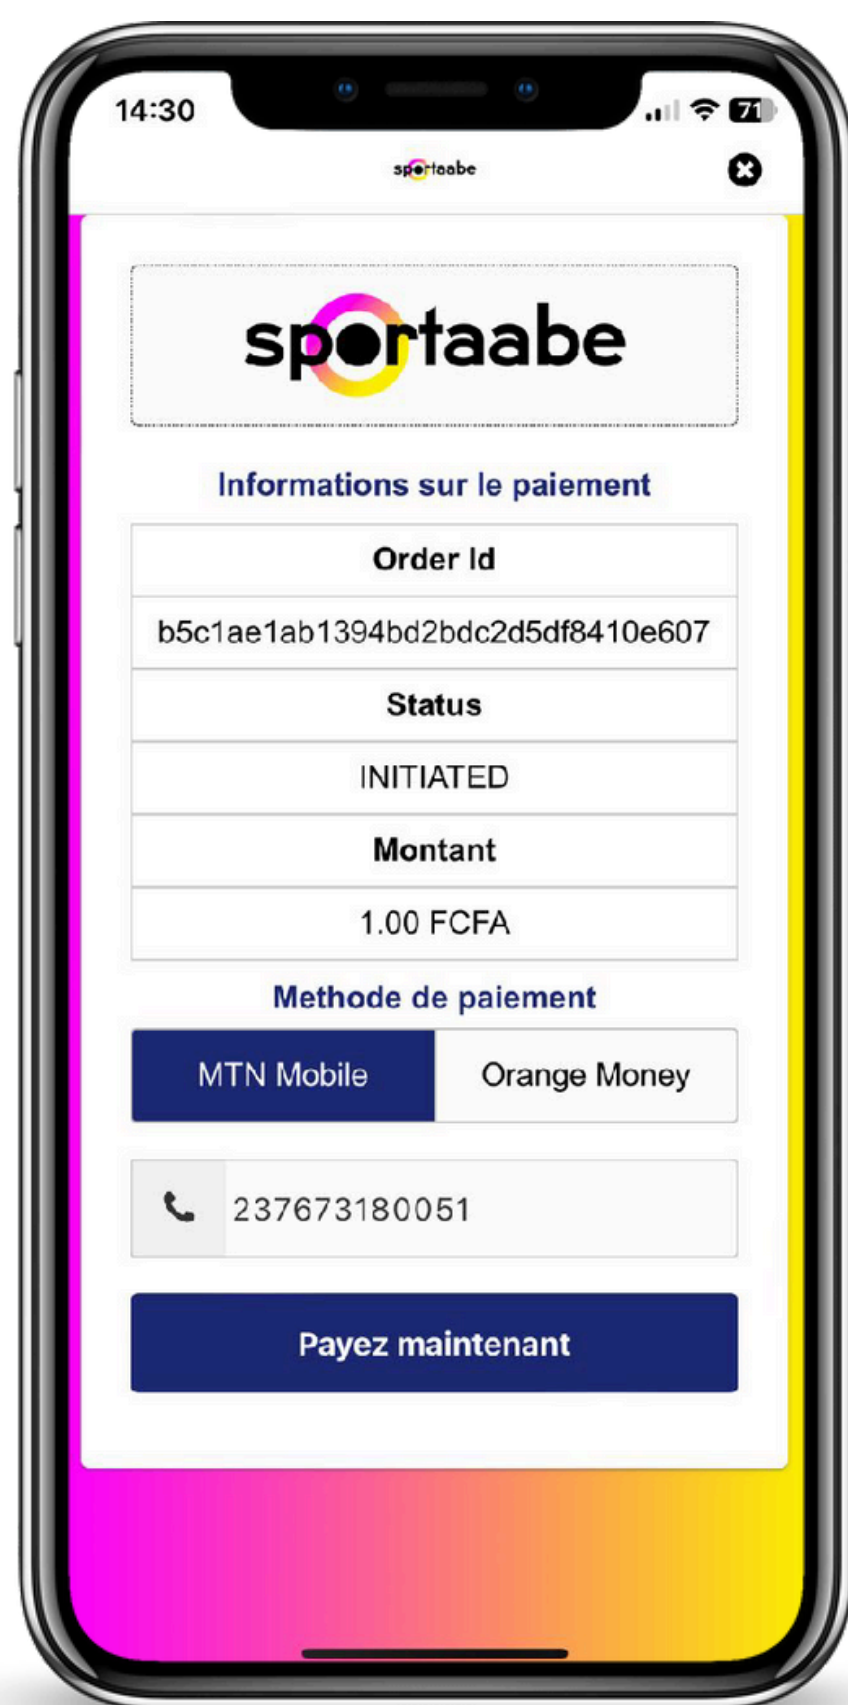 14:30
71
sportaabe
sportaabe
Informations sur le paiement
Order Id
b5c1ae1ab1394bd2bdc2d5df8410e607
Status
INITIATED
Montant
1.00 FCFA
Methode de paiement
MTN Mobile
Orange Money
237673180051
Payez maintenant